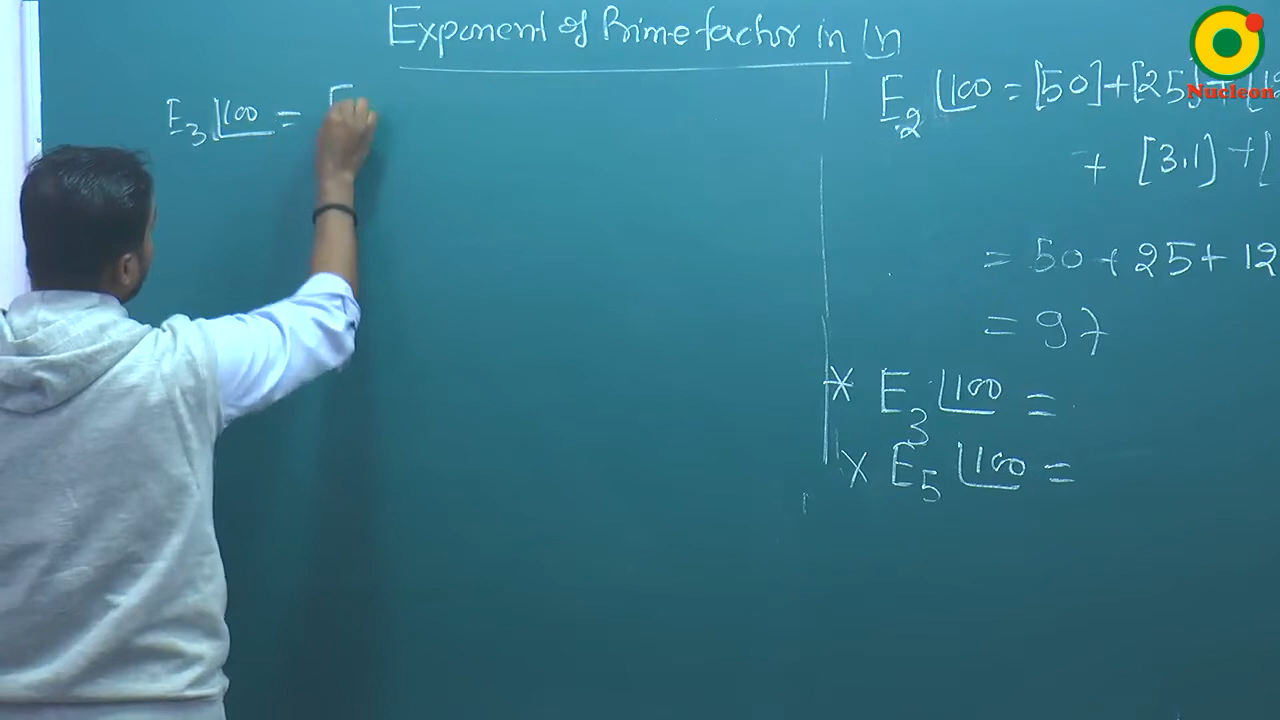 Exponent of Prime factor in ⌊n
E₃ ⌊100 =
E₂ ⌊100 = [50]+[25]+[12
+ [3.1] + [
= 50 + 25 + 12
= 97
* E₃ ⌊100 =
* E₅ ⌊100 =
Nucleon